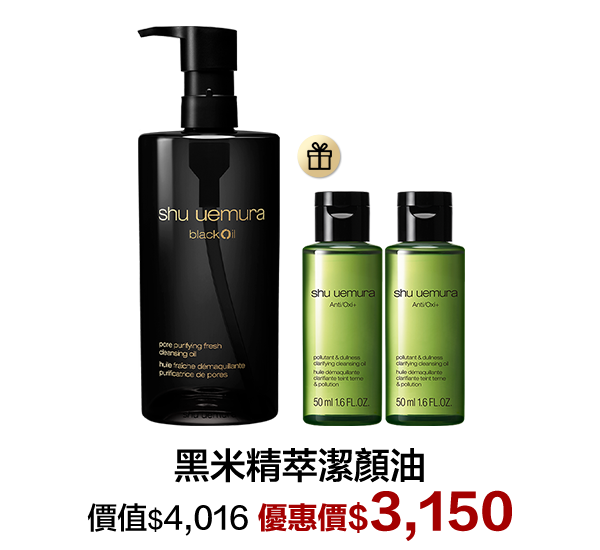 shu uemura
blackOil
pore purifying fresh
cleansing oil
huile fraîche démaquillante
purificatrice de pores
shu uemura
Anti/Oxi+
pollutant & dullness
clarifying cleansing oil
huile démaquillante
clarifiante teint terne
& pollution
50 ml 1.6 FL.OZ.
shu uemura
Anti/Oxi+
pollutant & dullness
clarifying cleansing oil
huile démaquillante
clarifiante teint terne
& pollution
50 ml 1.6 FL.OZ.
黑米精萃潔顏油
價值$4,016 優惠價$3,150